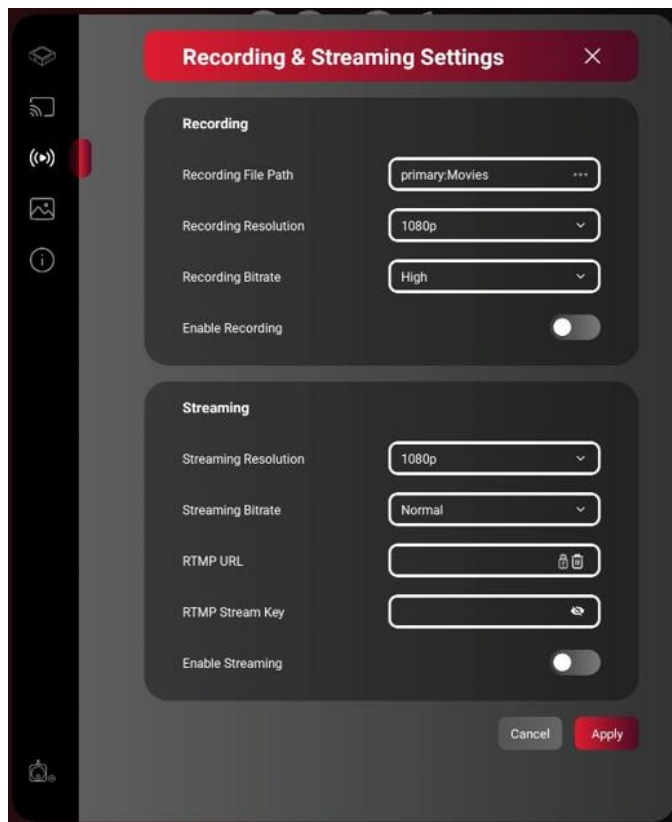 Recording & Streaming Settings
Recording
Recording File Path primary:Movies
Recording Resolution 1080p
Recording Bitrate High
Enable Recording
Streaming
Streaming Resolution 1080p
Streaming Bitrate Normal
RTMP URL
RTMP Stream Key
Enable Streaming
Cancel Apply